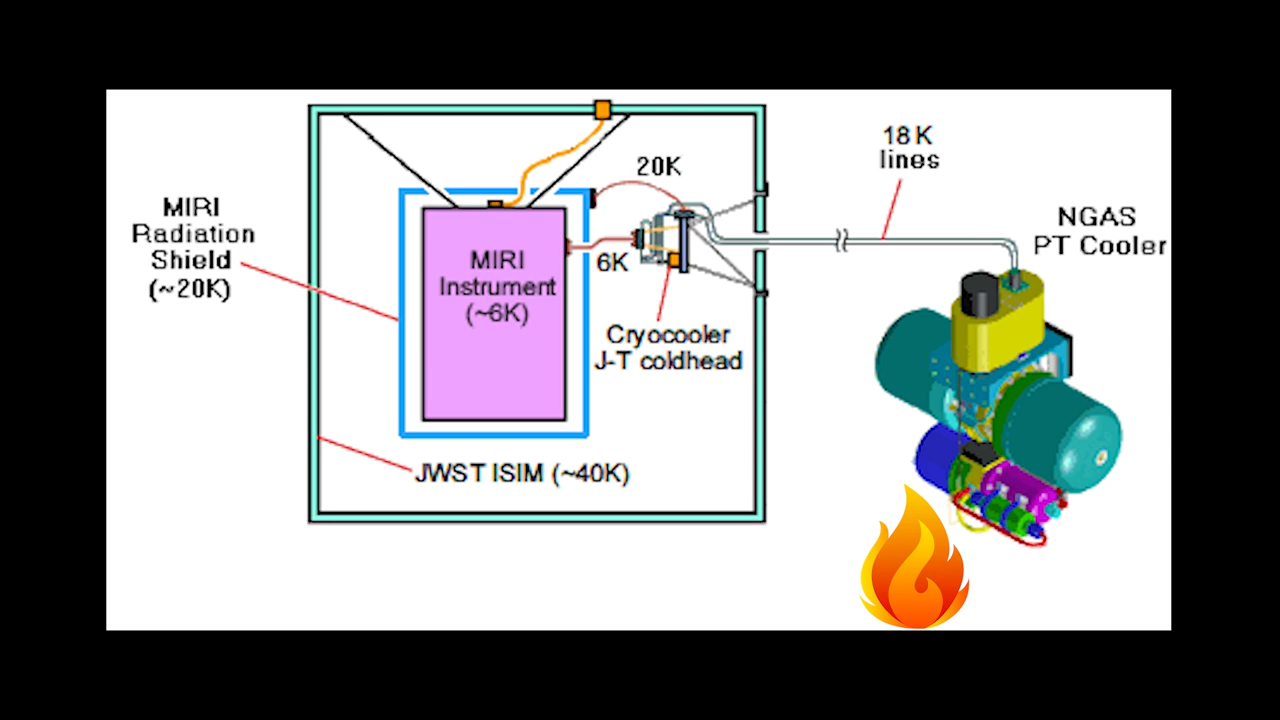 18 K
lines
20K
MIRI
Radiation
Shield
(~20K)
NGAS
PT Cooler
MIRI
Instrument
(~6K)
6K
Cryocooler
J-T coldhead
JWST ISIM (~40K)